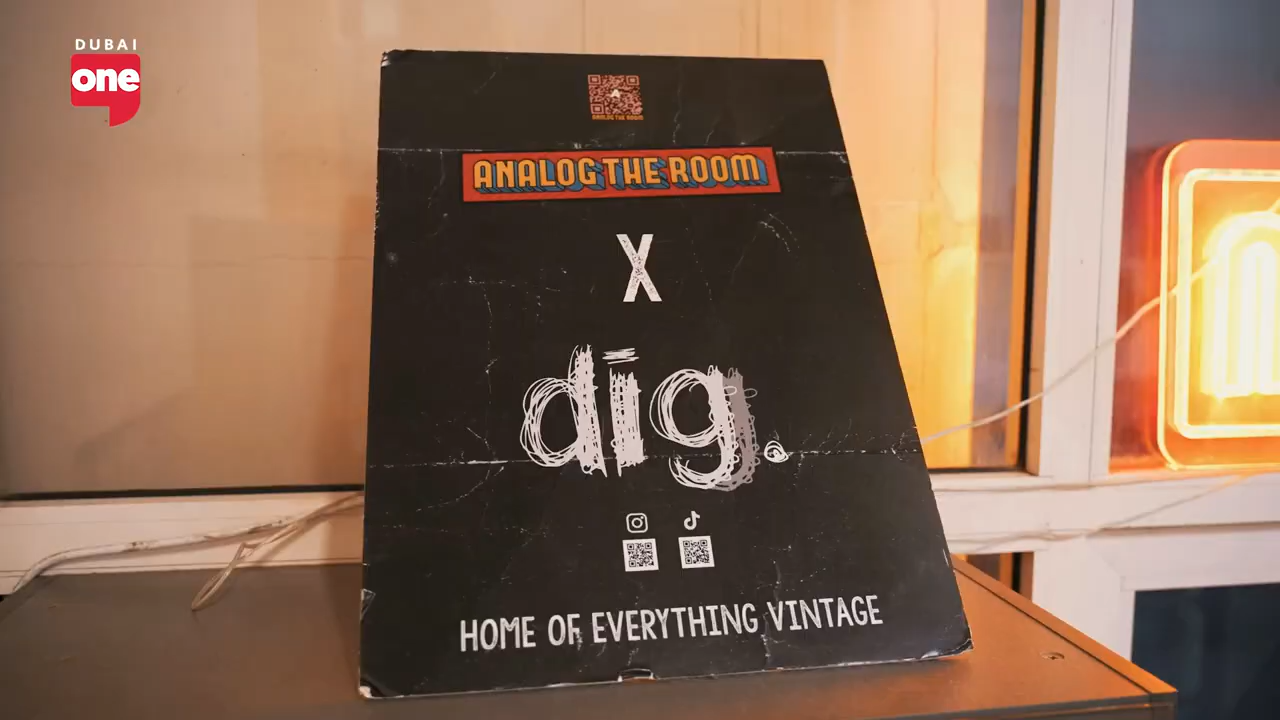 DUBAI
one
ANALOG THE ROOM
ANALOG THE ROOM
X
dig.
HOME OF EVERYTHING VINTAGE